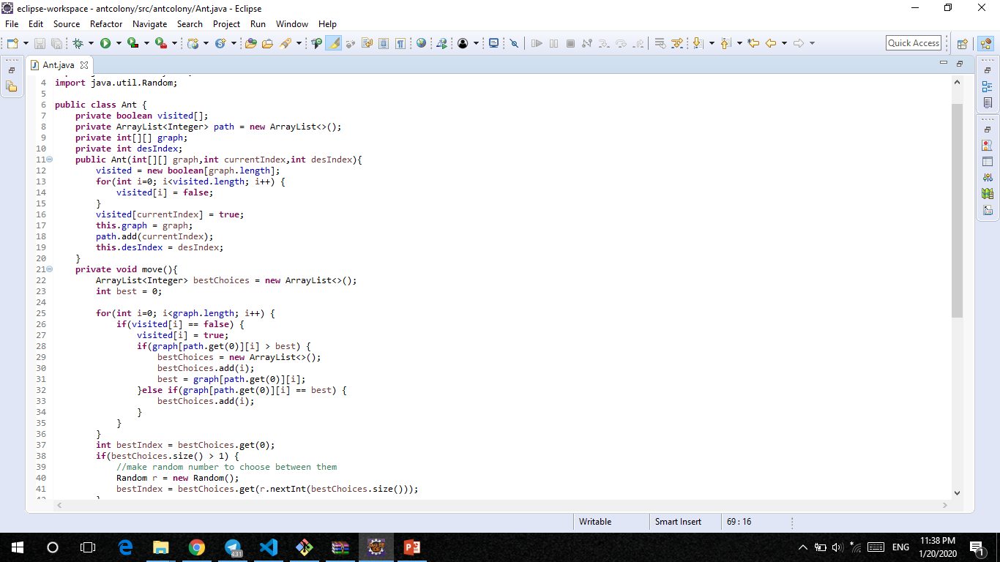 eclipse-workspace - antcolony/src/antcolony/Ant.java - Eclipse
File Edit Source Refactor Navigate Search Project Run Window Help
Quick Access
Ant.java
4 import java.util.Random;
5
6 public class Ant {
7 private boolean visited[];
8 private ArrayList<Integer> path = new ArrayList<>();
9 private int[][] graph;
10 private int desIndex;
11 public Ant(int[][] graph,int currentIndex,int desIndex){
12 visited = new boolean[graph.length];
13 for(int i=0; i<visited.length; i++) {
14 visited[i] = false;
15 }
16 visited[currentIndex] = true;
17 this.graph = graph;
18 path.add(currentIndex);
19 this.desIndex = desIndex;
20 }
21 private void move(){
22 ArrayList<Integer> bestChoices = new ArrayList<>();
23 int best = 0;
24
25 for(int i=0; i<graph.length; i++) {
26 if(visited[i] == false) {
27 visited[i] = true;
28 if(graph[path.get(0)][i] > best) {
29 bestChoices = new ArrayList<>();
30 bestChoices.add(i);
31 best = graph[path.get(0)][i];
32 }else if(graph[path.get(0)][i] == best) {
33 bestChoices.add(i);
34 }
35 }
36 }
37 int bestIndex = bestChoices.get(0);
38 if(bestChoices.size() > 1) {
39 //make random number to choose between them
40 Random r = new Random();
41 bestIndex = bestChoices.get(r.nextInt(bestChoices.size()));
Writable Smart Insert 69 : 16
431
ENG
11:38 PM
1/20/2020
1